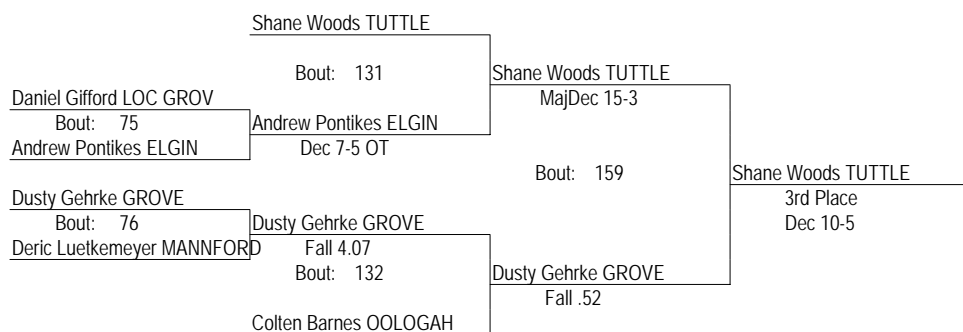 Shane Woods TUTTLE
Bout: 131
Shane Woods TUTTLE
MajDec 15-3
Daniel Gifford LOC GROV
Bout: 75
Andrew Pontikes ELGIN
Andrew Pontikes ELGIN
Dec 7-5 OT
Bout: 159
Shane Woods TUTTLE
3rd Place
Dec 10-5
Dusty Gehrke GROVE
Bout: 76
Dusty Gehrke GROVE
Deric Luetkemeyer MANNFORD
Fall 4.07
Bout: 132
Dusty Gehrke GROVE
Fall .52
Colten Barnes OOLOGAH